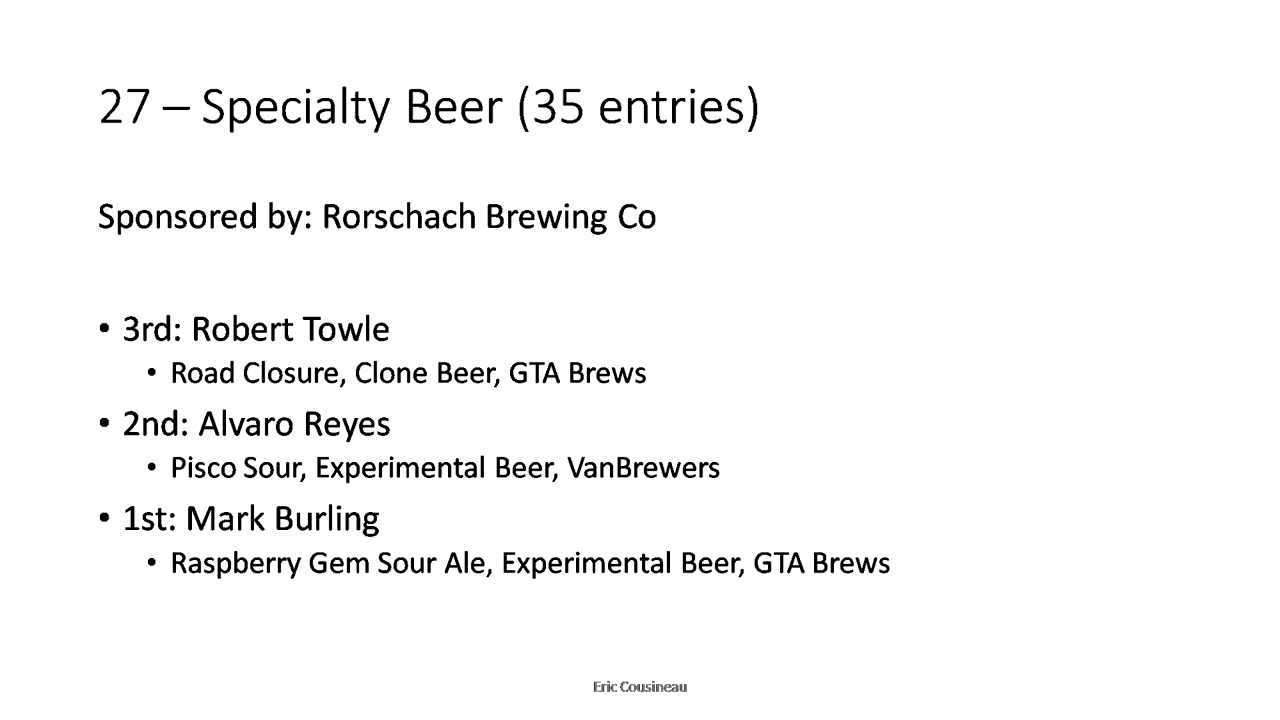 27 – Specialty Beer (35 entries)
Sponsored by: Rorschach Brewing Co
• 3rd: Robert Towle
• Road Closure, Clone Beer, GTA Brews
• 2nd: Alvaro Reyes
• Pisco Sour, Experimental Beer, VanBrewers
• 1st: Mark Burling
• Raspberry Gem Sour Ale, Experimental Beer, GTA Brews
Eric Cousineau